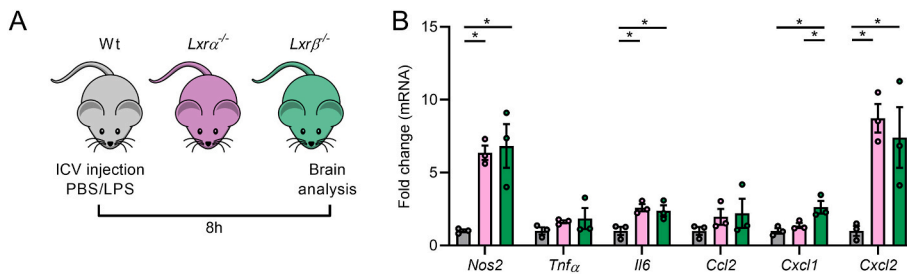 A
Wt Lxrα-/- Lxrβ-/-
ICV injection
PBS/LPS
Brain
analysis
8h
B
Fold change (mRNA)
15
10
5
0
* * * * * * * *
Nos2 Tnfα Il6 Ccl2 Cxcl1 Cxcl2